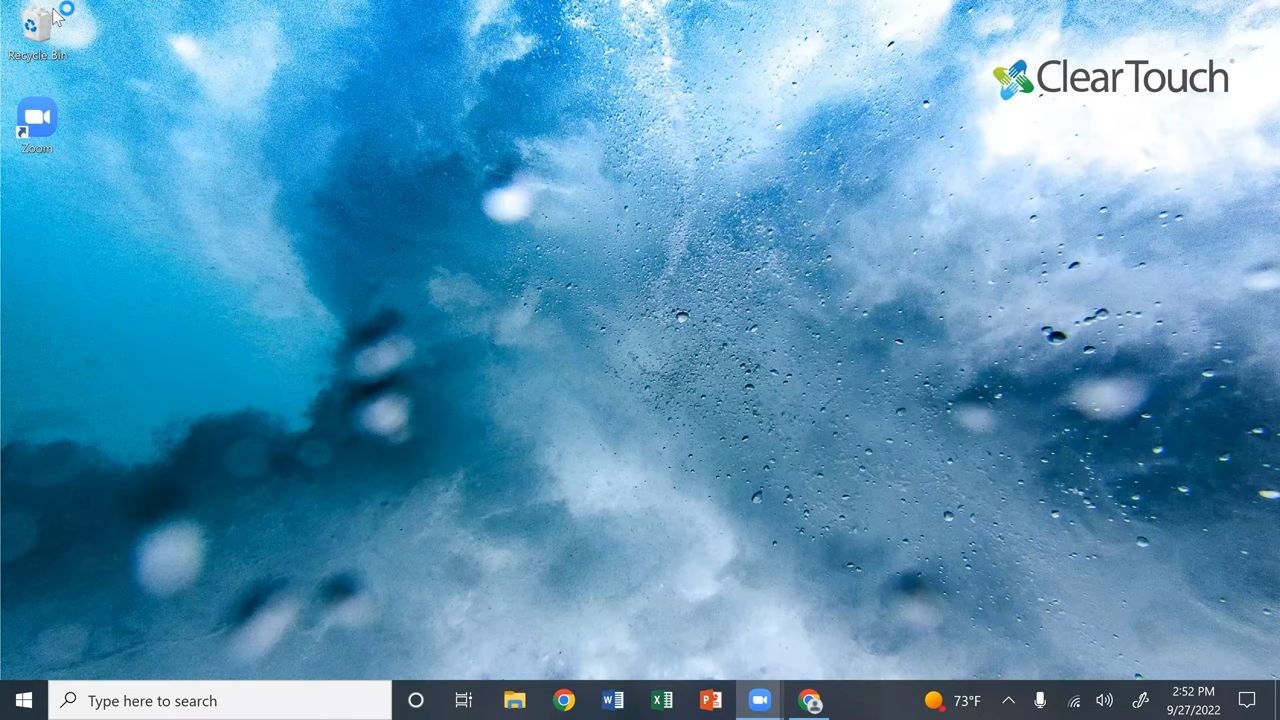 Recycle Bin
ClearTouch
Zoom
Type here to search
73°F
2:52 PM
9/27/2022